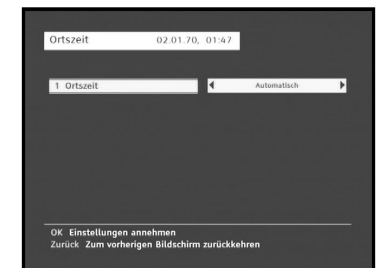 Ortszeit 02.01.70, 01:47
1 Ortszeit Automatisch
OK Einstellungen annehmen
Zurück Zum vorherigen Bildschirm zurückkehren